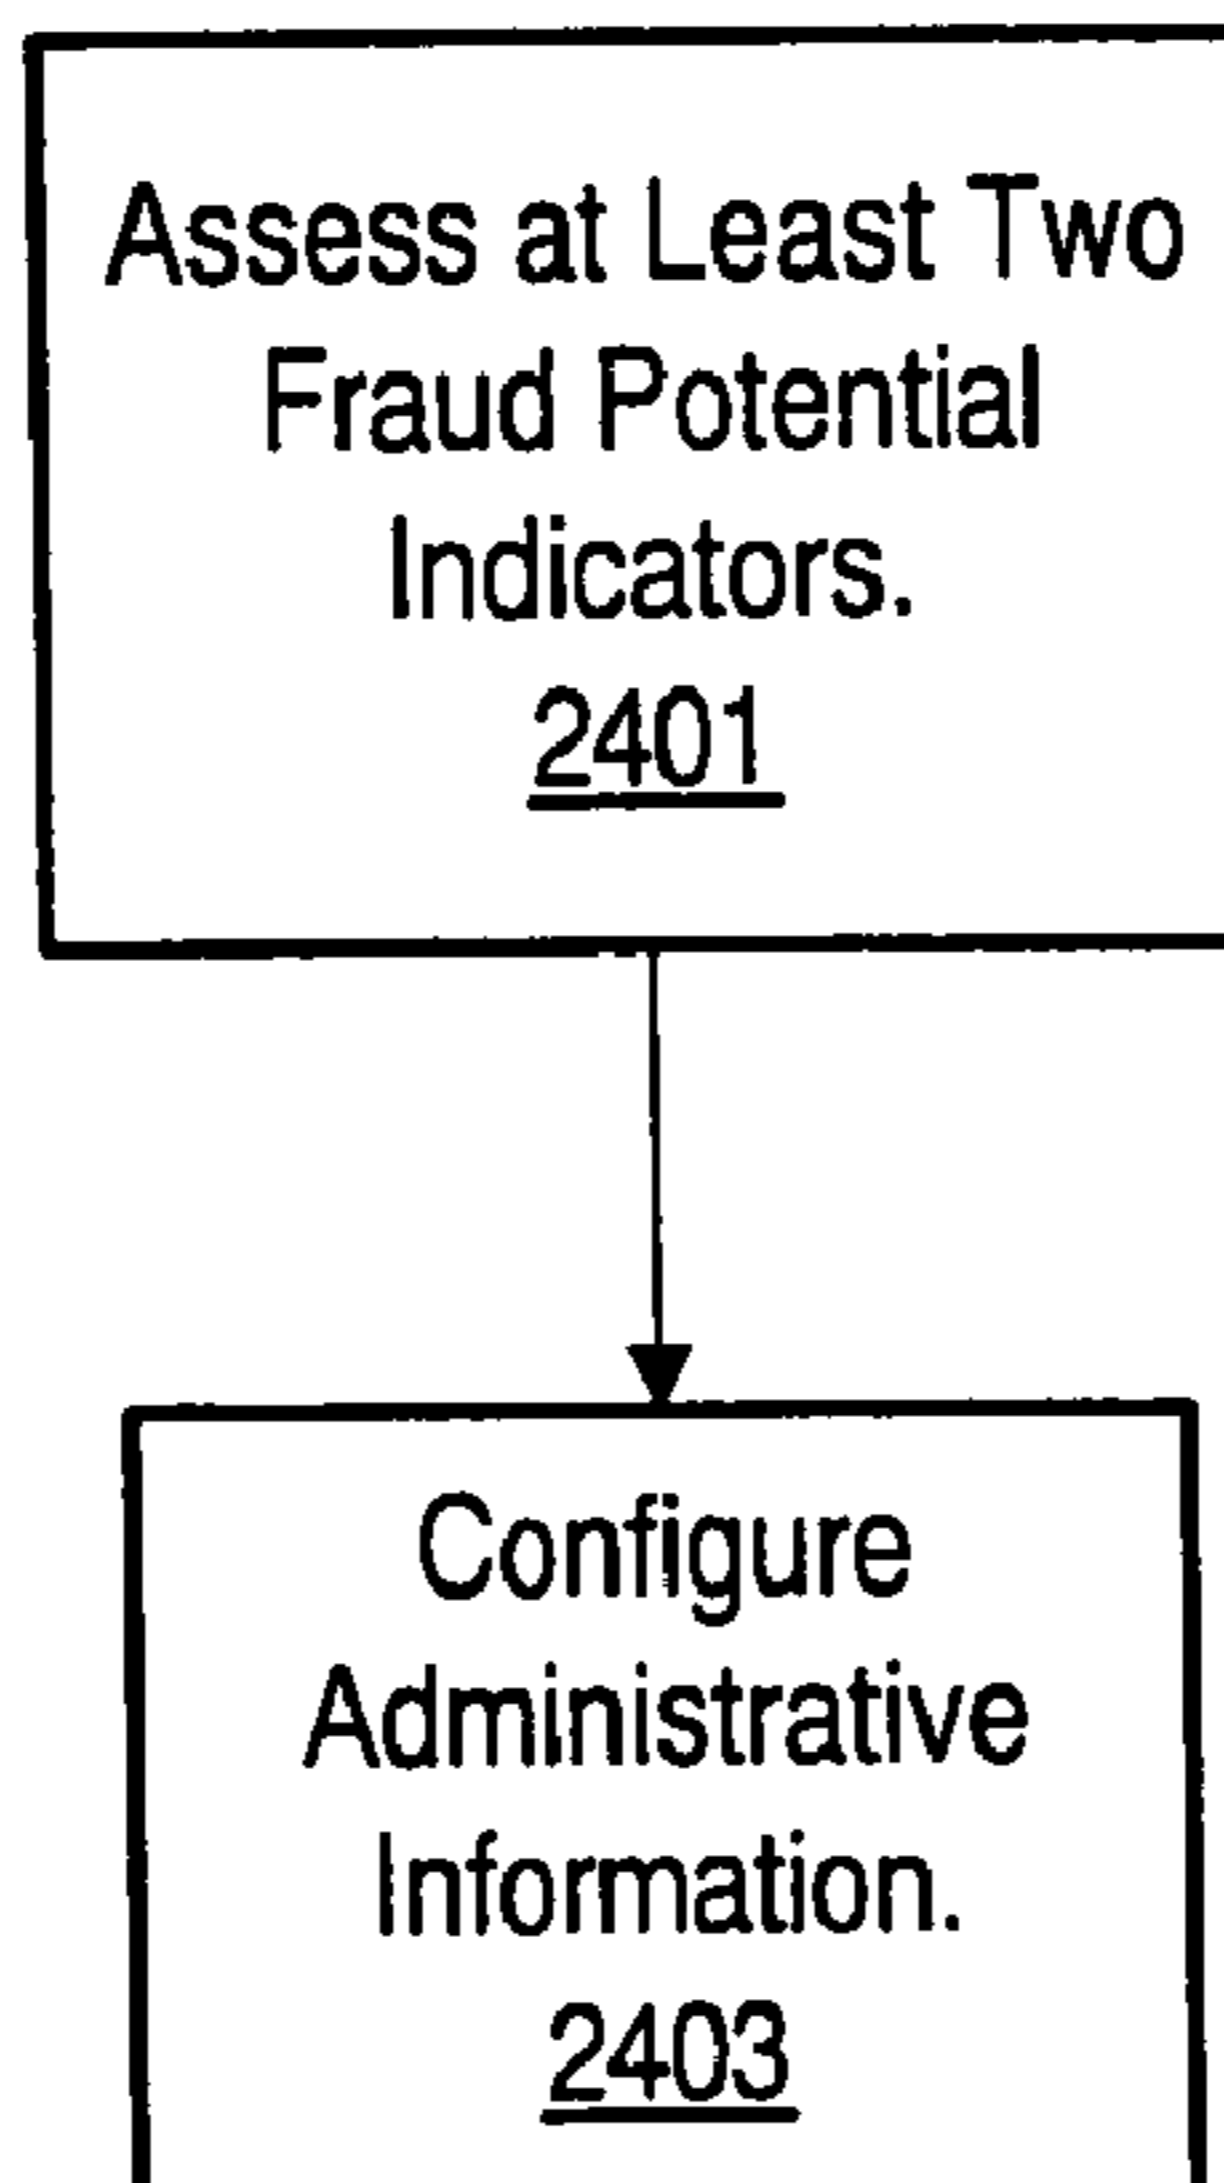 Assess at Least Two
Fraud Potential
Indicators.
2401
Configure
Administrative
Information.
2403